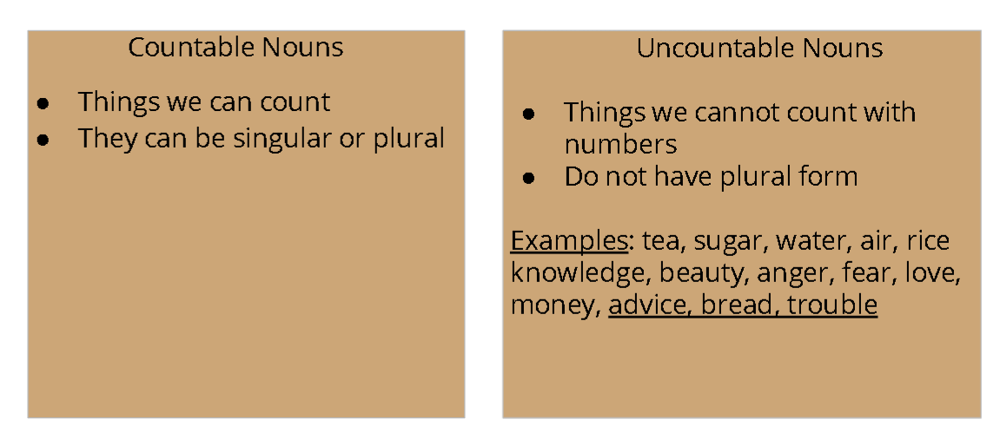 Countable Nouns
● Things we can count
● They can be singular or plural
Uncountable Nouns
● Things we cannot count with
numbers
● Do not have plural form
Examples: tea, sugar, water, air, rice
knowledge, beauty, anger, fear, love,
money, advice, bread, trouble